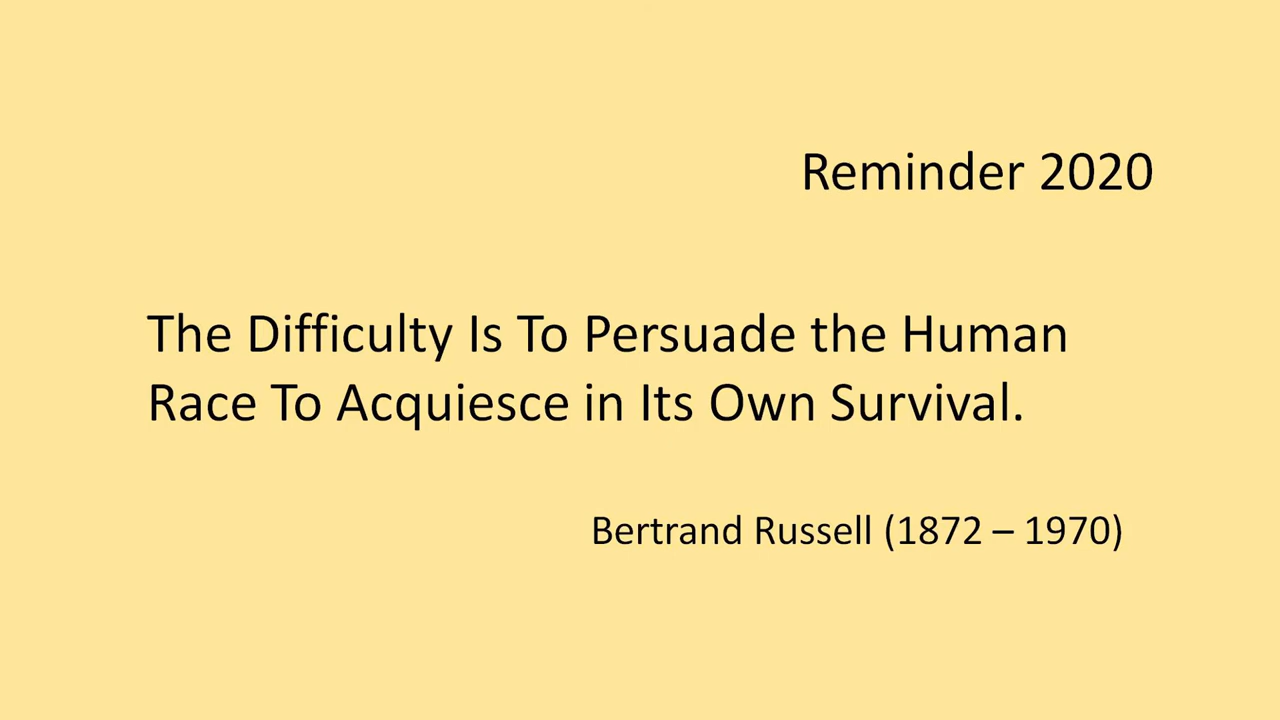 Reminder 2020
The Difficulty Is To Persuade the Human
Race To Acquiesce in Its Own Survival.
Bertrand Russell (1872 – 1970)